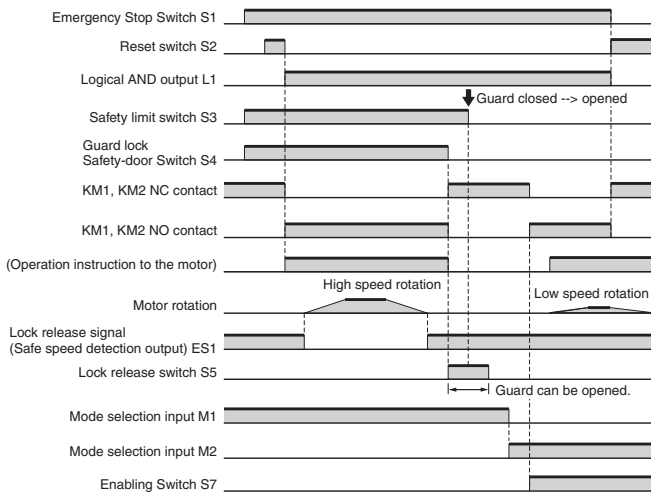 Emergency Stop Switch S1
Reset switch S2
Logical AND output L1
Guard closed --> opened
Safety limit switch S3
Guard lock
Safety-door Switch S4
KM1, KM2 NC contact
KM1, KM2 NO contact
(Operation instruction to the motor)
High speed rotation
Low speed rotation
Motor rotation
Lock release signal
(Safe speed detection output) ES1
Lock release switch S5
Guard can be opened.
Mode selection input M1
Mode selection input M2
Enabling Switch S7